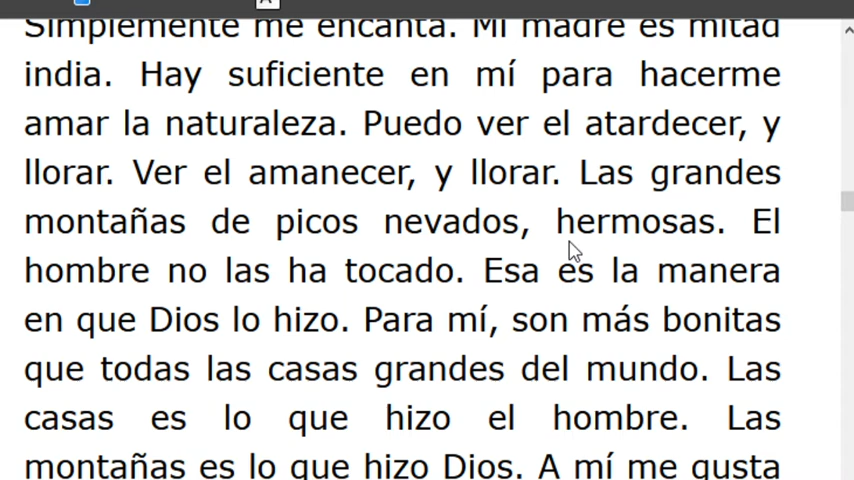 Simplemente me encanta. Mi madre es mitad
india. Hay suficiente en mí para hacerme
amar la naturaleza. Puedo ver el atardecer, y
llorar. Ver el amanecer, y llorar. Las grandes
montañas de picos nevados, hermosas. El
hombre no las ha tocado. Esa es la manera
en que Dios lo hizo. Para mí, son más bonitas
que todas las casas grandes del mundo. Las
casas es lo que hizo el hombre. Las
montañas es lo que hizo Dios. A mí me gusta